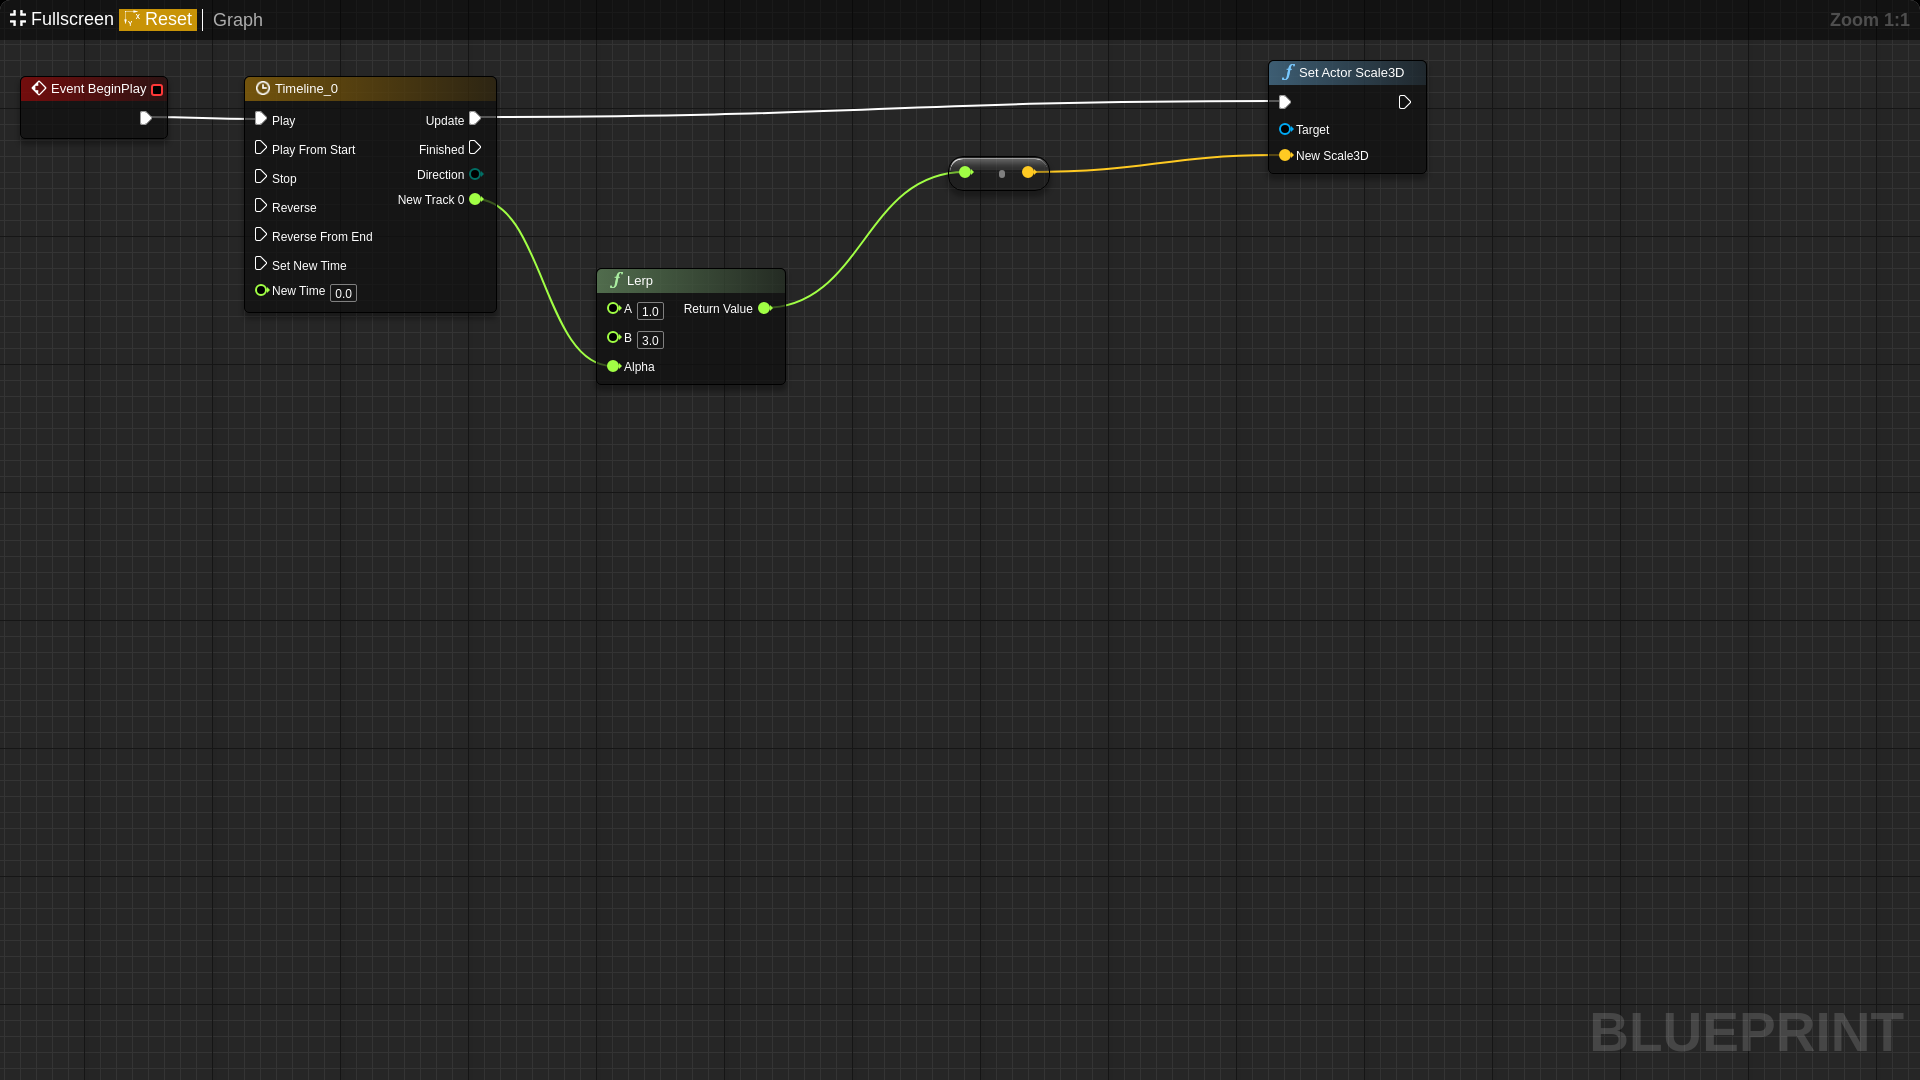 Fullscreen Reset Graph
Zoom 1:1
Event BeginPlay
Timeline_0
Play
Update
Play From Start
Finished
Stop
Direction
Reverse
New Track 0
Reverse From End
Set New Time
New Time 0.0
Lerp
A 1.0
Return Value
B 3.0
Alpha
Set Actor Scale3D
Target
New Scale3D
BLUEPRINT